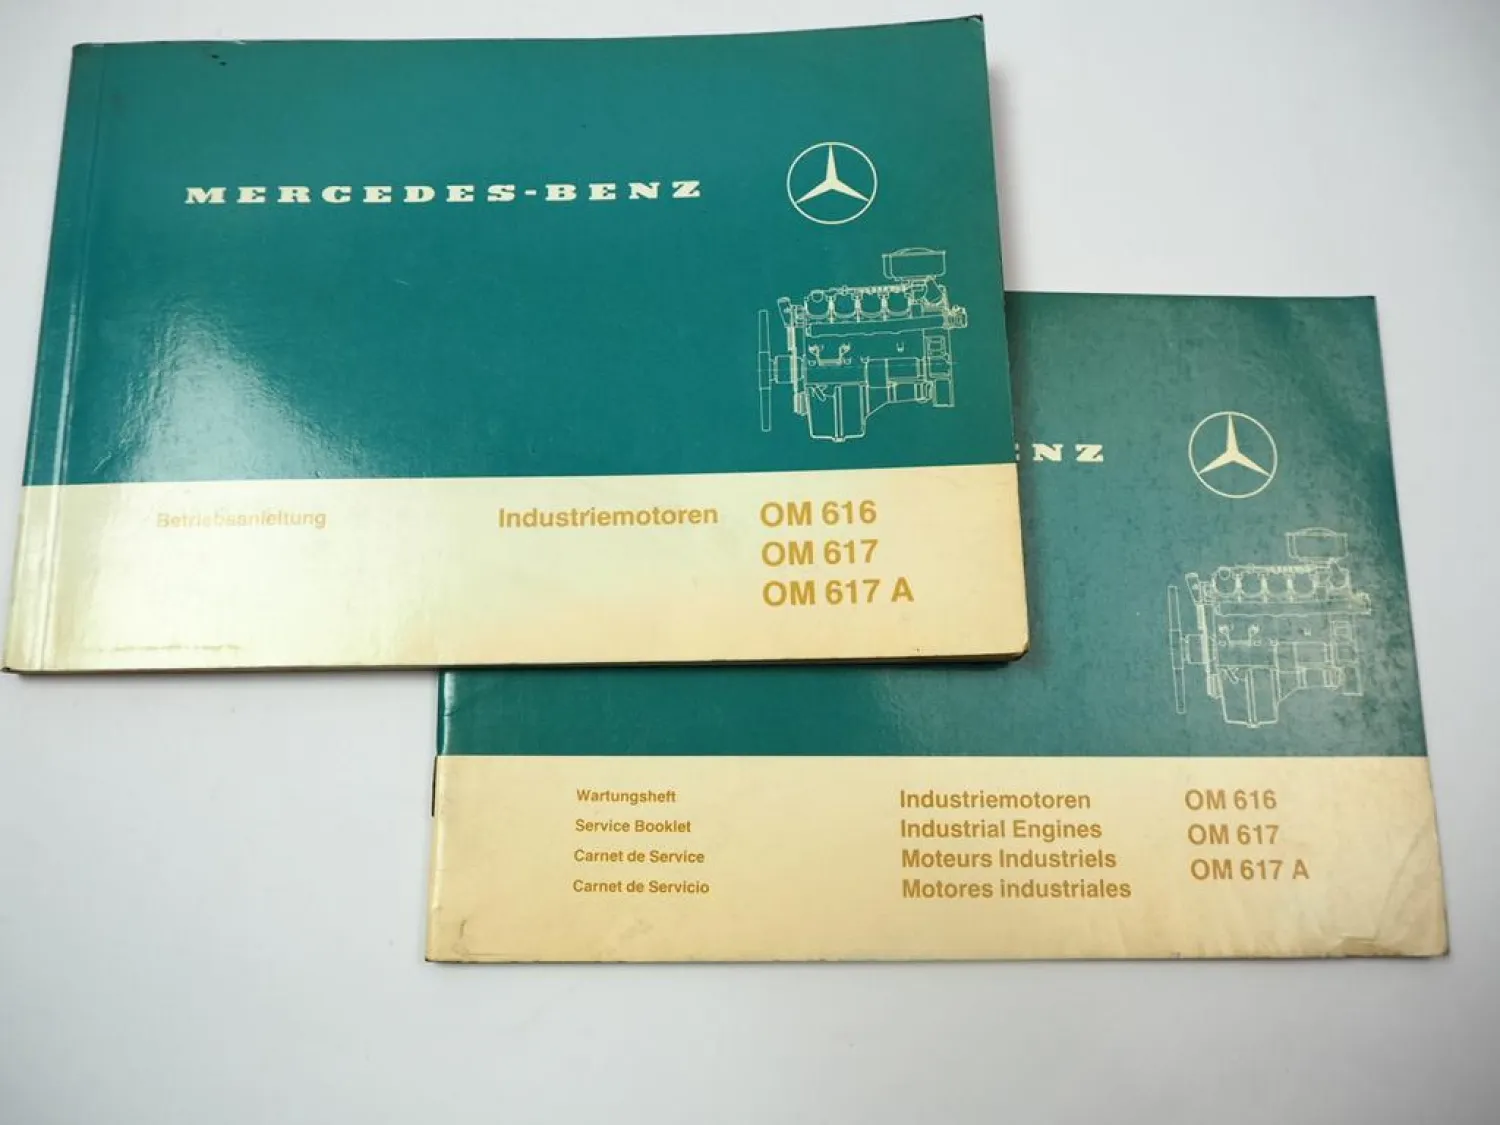 MERCEDES-BENZ
Betriebsanleitung
Industriemotoren
OM 616
OM 617
OM 617 A
ENZ
Wartungsheft
Service Booklet
Carnet de Service
Carnet de Servicio
Industriemotoren
Industrial Engines
Moteurs Industriels
Motores industriales
OM 616
OM 617
OM 617 A